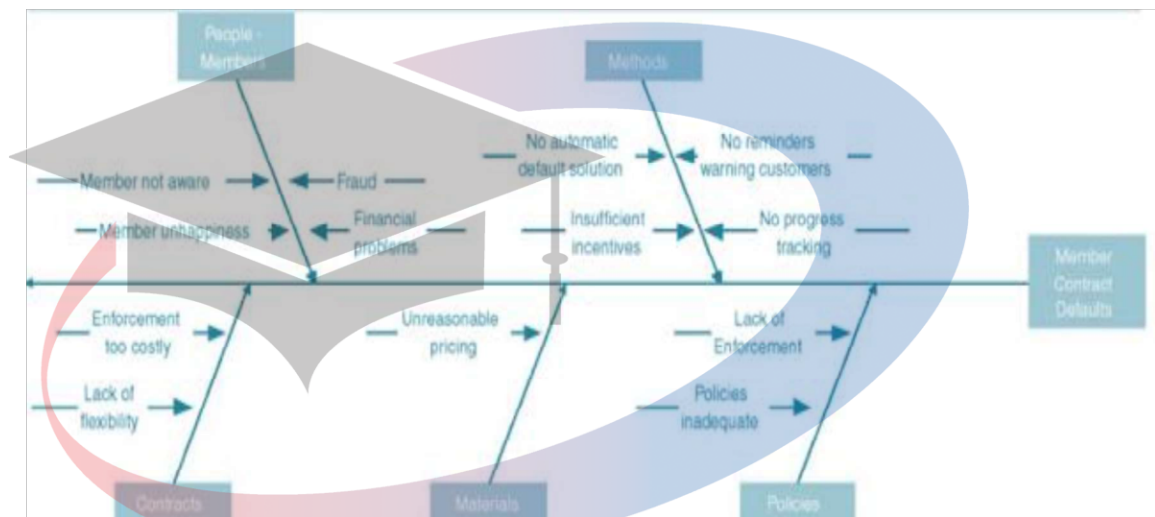 People -
Members
Methods
No automatic
default solution
No reminders
warning customers
Member not aware
Fraud
Member unhappiness
Financial
problems
Insufficient
incentives
No progress
tracking
Member
Contract
Defaults
Enforcement
too costly
Unreasonable
pricing
Lack of
Enforcement
Lack of
flexibility
Policies
inadequate
Contracts
Materials
Policies